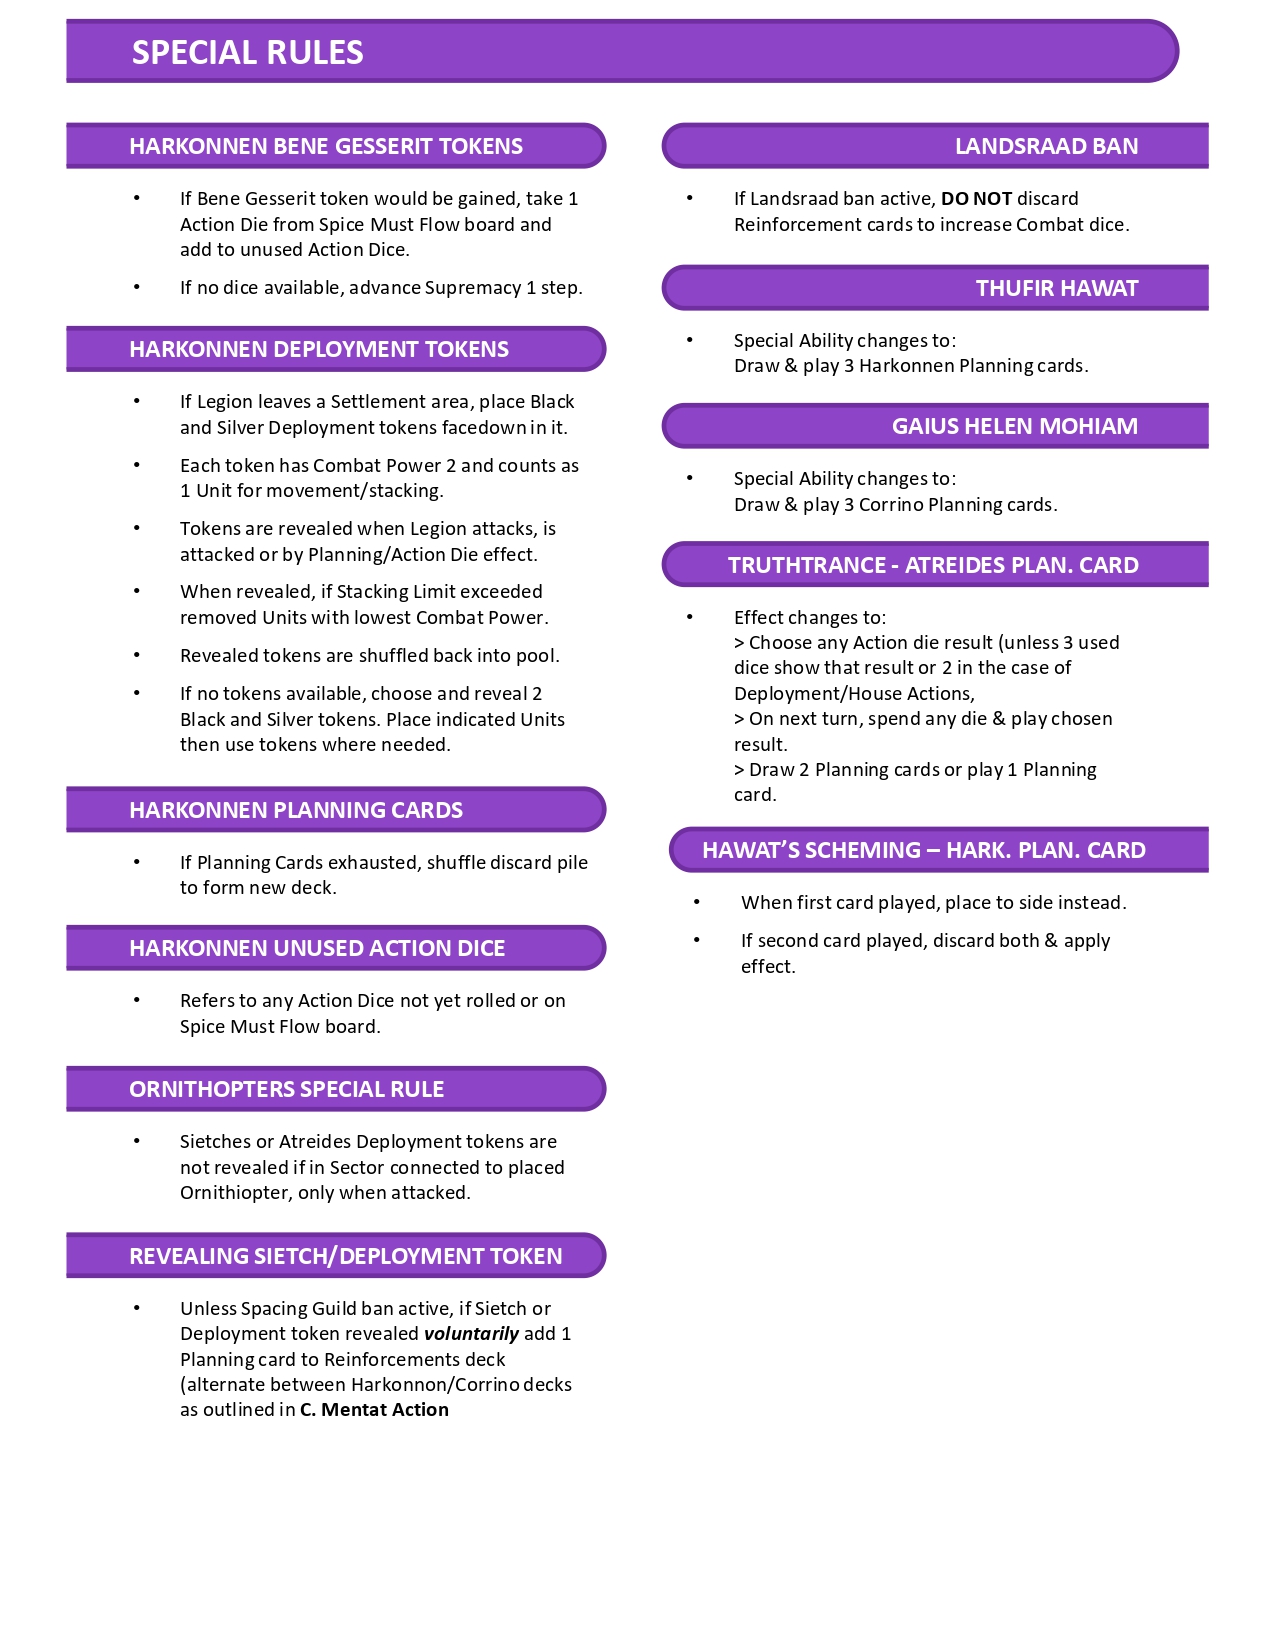 SPECIAL RULES
HARKONNEN BENE GESSERIT TOKENS
• If Bene Gesserit token would be gained, take 1
Action Die from Spice Must Flow board and
add to unused Action Dice.
• If no dice available, advance Supremacy 1 step.
HARKONNEN DEPLOYMENT TOKENS
• If Legion leaves a Settlement area, place Black
and Silver Deployment tokens facedown in it.
• Each token has Combat Power 2 and counts as
1 Unit for movement/stacking.
• Tokens are revealed when Legion attacks, is
attacked or by Planning/Action Die effect.
• When revealed, if Stacking Limit exceeded
removed Units with lowest Combat Power.
• Revealed tokens are shuffled back into pool.
• If no tokens available, choose and reveal 2
Black and Silver tokens. Place indicated Units
then use tokens where needed.
HARKONNEN PLANNING CARDS
• If Planning Cards exhausted, shuffle discard pile
to form new deck.
HARKONNEN UNUSED ACTION DICE
• Refers to any Action Dice not yet rolled or on
Spice Must Flow board.
ORNITHOPTERS SPECIAL RULE
• Sietches or Atreides Deployment tokens are
not revealed if in Sector connected to placed
Ornithiopter, only when attacked.
REVEALING SIETCH/DEPLOYMENT TOKEN
• Unless Spacing Guild ban active, if Sietch or
Deployment token revealed voluntarily add 1
Planning card to Reinforcements deck
(alternate between Harkonnon/Corrino decks
as outlined in C. Mentat Action
LANDSRAAD BAN
• If Landsraad ban active, DO NOT discard
Reinforcement cards to increase Combat dice.
THUFIR HAWAT
• Special Ability changes to:
Draw & play 3 Harkonnen Planning cards.
GAIUS HELEN MOHIAM
• Special Ability changes to:
Draw & play 3 Corrino Planning cards.
TRUTHTRANCE - ATREIDES PLAN. CARD
• Effect changes to:
> Choose any Action die result (unless 3 used
dice show that result or 2 in the case of
Deployment/House Actions,
> On next turn, spend any die & play chosen
result.
> Draw 2 Planning cards or play 1 Planning
card.
HAWAT’S SCHEMING – HARK. PLAN. CARD
• When first card played, place to side instead.
• If second card played, discard both & apply
effect.